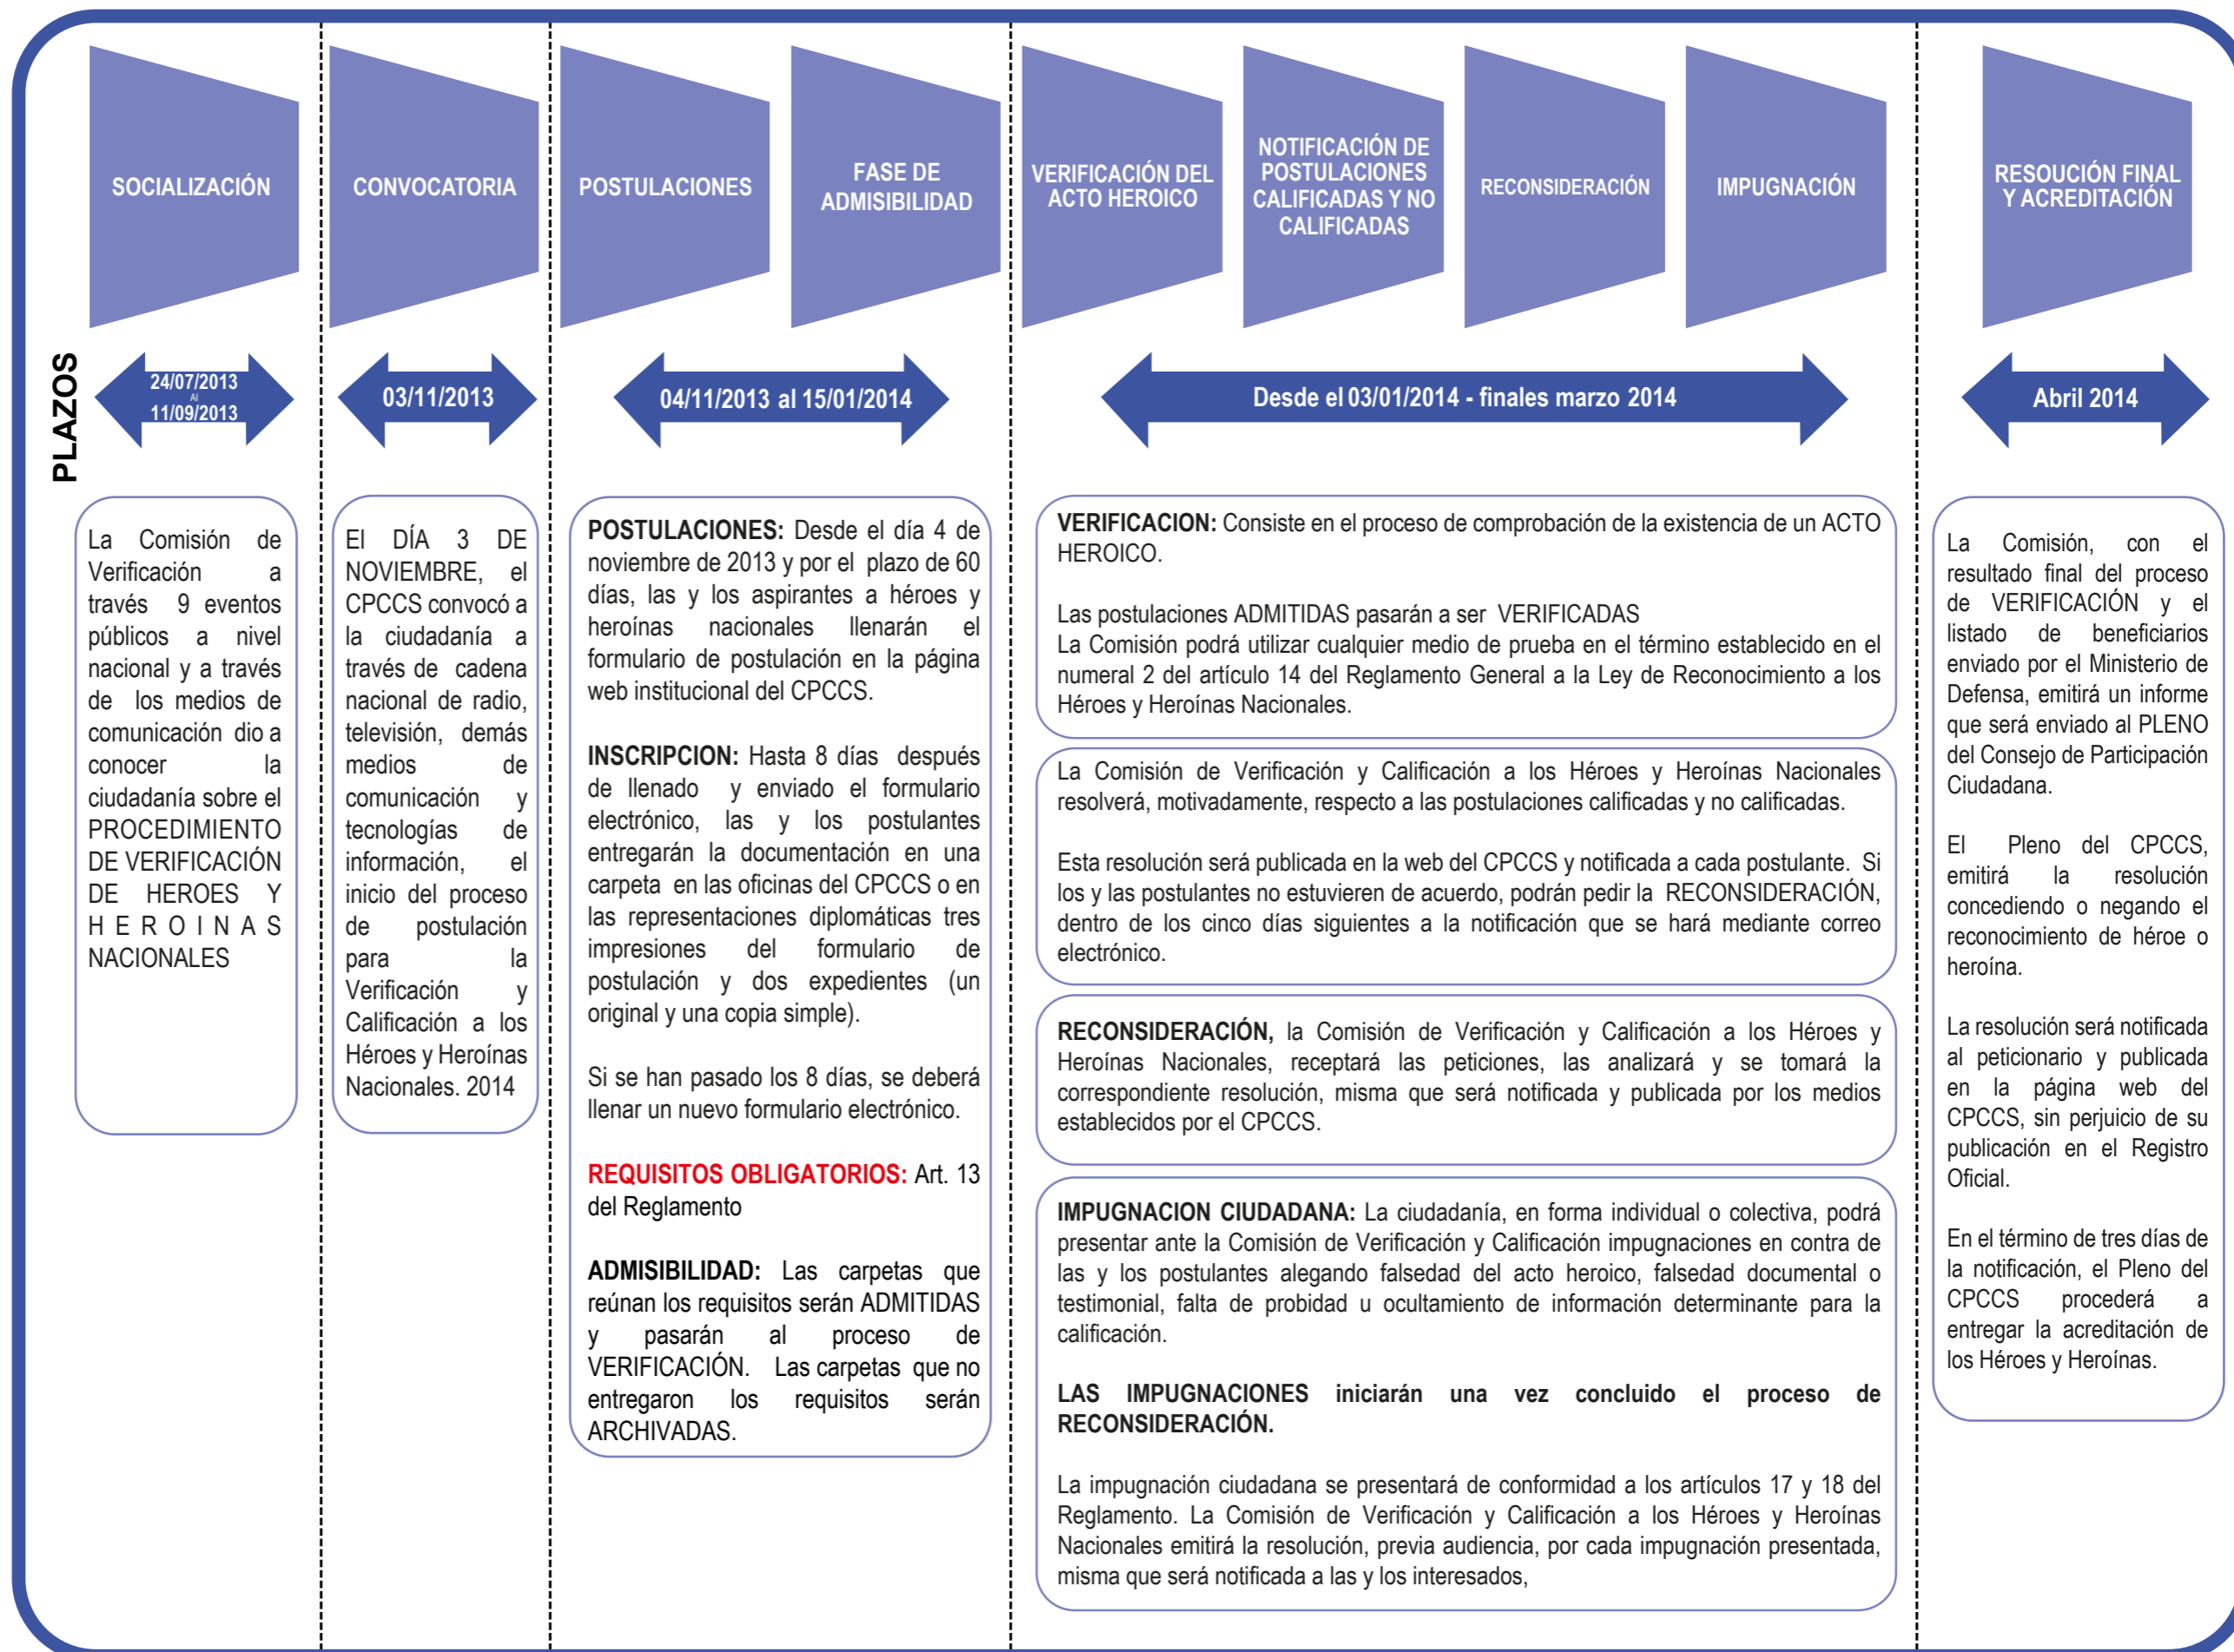 SOCIALIZACIÓN
CONVOCATORIA
POSTULACIONES
FASE DE
ADMISIBILIDAD
VERIFICACIÓN DEL
ACTO HEROICO
NOTIFICACIÓN DE
POSTULACIONES
CALIFICADAS Y NO
CALIFICADAS
RECONSIDERACIÓN
IMPUGNACIÓN
RESOUCIÓN FINAL
Y ACREDITACIÓN
PLAZOS
24/07/2013
Al
11/09/2013
03/11/2013
04/11/2013 al 15/01/2014
Desde el 03/01/2014 - finales marzo 2014
Abril 2014
La Comisión de
Verificación a
través 9 eventos
públicos a nivel
nacional y a través
de los medios de
comunicación dio a
conocer la
ciudadanía sobre el
PROCEDIMIENTO
DE VERIFICACIÓN
DE HEROES Y
H E R O I N A S
NACIONALES
El DÍA 3 DE
NOVIEMBRE, el
CPCCS convocó a
la ciudadanía a
través de cadena
nacional de radio,
televisión, demás
medios de
comunicación y
tecnologías de
información, el
inicio del proceso
de postulación
para la
Verificación y
Calificación a los
Héroes y Heroínas
Nacionales. 2014
POSTULACIONES: Desde el día 4 de
noviembre de 2013 y por el plazo de 60
días, las y los aspirantes a héroes y
heroínas nacionales llenarán el
formulario de postulación en la página
web institucional del CPCCS.
INSCRIPCION: Hasta 8 días después
de llenado y enviado el formulario
electrónico, las y los postulantes
entregarán la documentación en una
carpeta en las oficinas del CPCCS o en
las representaciones diplomáticas tres
impresiones del formulario de
postulación y dos expedientes (un
original y una copia simple).
Si se han pasado los 8 días, se deberá
llenar un nuevo formulario electrónico.
REQUISITOS OBLIGATORIOS: Art. 13
del Reglamento
ADMISIBILIDAD: Las carpetas que
reúnan los requisitos serán ADMITIDAS
y pasarán al proceso de
VERIFICACIÓN. Las carpetas que no
entregaron los requisitos serán
ARCHIVADAS.
VERIFICACION: Consiste en el proceso de comprobación de la existencia de un ACTO
HEROICO.
Las postulaciones ADMITIDAS pasarán a ser VERIFICADAS
La Comisión podrá utilizar cualquier medio de prueba en el término establecido en el
numeral 2 del artículo 14 del Reglamento General a la Ley de Reconocimiento a los
Héroes y Heroínas Nacionales.
La Comisión de Verificación y Calificación a los Héroes y Heroínas Nacionales
resolverá, motivadamente, respecto a las postulaciones calificadas y no calificadas.
Esta resolución será publicada en la web del CPCCS y notificada a cada postulante. Si
los y las postulantes no estuvieren de acuerdo, podrán pedir la RECONSIDERACIÓN,
dentro de los cinco días siguientes a la notificación que se hará mediante correo
electrónico.
RECONSIDERACIÓN, la Comisión de Verificación y Calificación a los Héroes y
Heroínas Nacionales, receptará las peticiones, las analizará y se tomará la
correspondiente resolución, misma que será notificada y publicada por los medios
establecidos por el CPCCS.
IMPUGNACION CIUDADANA: La ciudadanía, en forma individual o colectiva, podrá
presentar ante la Comisión de Verificación y Calificación impugnaciones en contra de
las y los postulantes alegando falsedad del acto heroico, falsedad documental o
testimonial, falta de probidad u ocultamiento de información determinante para la
calificación.
LAS IMPUGNACIONES iniciarán una vez concluido el proceso de
RECONSIDERACIÓN.
La impugnación ciudadana se presentará de conformidad a los artículos 17 y 18 del
Reglamento. La Comisión de Verificación y Calificación a los Héroes y Heroínas
Nacionales emitirá la resolución, previa audiencia, por cada impugnación presentada,
misma que será notificada a las y los interesados,
La Comisión, con el
resultado final del proceso
de VERIFICACIÓN y el
listado de beneficiarios
enviado por el Ministerio de
Defensa, emitirá un informe
que será enviado al PLENO
del Consejo de Participación
Ciudadana.
El Pleno del CPCCS,
emitirá la resolución
concediendo o negando el
reconocimiento de héroe o
heroína.
La resolución será notificada
al peticionario y publicada
en la página web del
CPCCS, sin perjuicio de su
publicación en el Registro
Oficial.
En el término de tres días de
la notificación, el Pleno del
CPCCS procederá a
entregar la acreditación de
los Héroes y Heroínas.